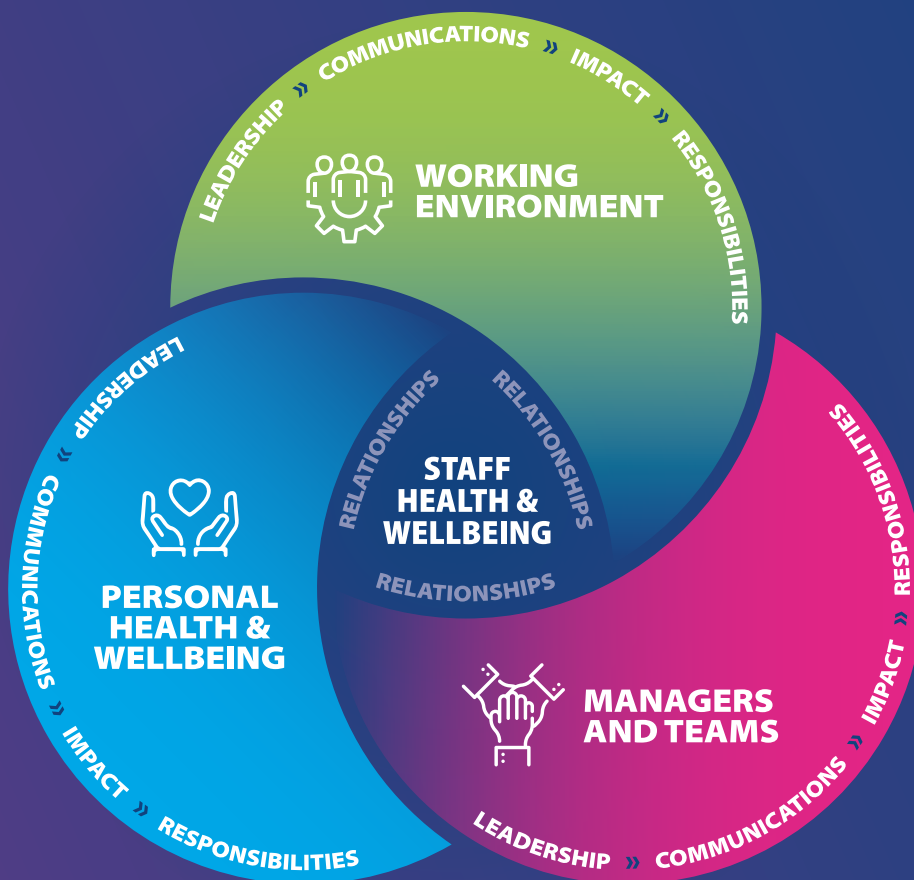 LEADERSHIP » COMMUNICATIONS » IMPACT » RESPONSIBILITIES
WORKING
ENVIRONMENT
LEADERSHIP » COMMUNICATIONS » IMPACT » RESPONSIBILITIES
PERSONAL
HEALTH &
WELLBEING
RELATIONSHIPS
RELATIONSHIPS
STAFF
HEALTH &
WELLBEING
RELATIONSHIPS
MANAGERS
AND TEAMS
LEADERSHIP » COMMUNICATIONS » IMPACT » RESPONSIBILITIES